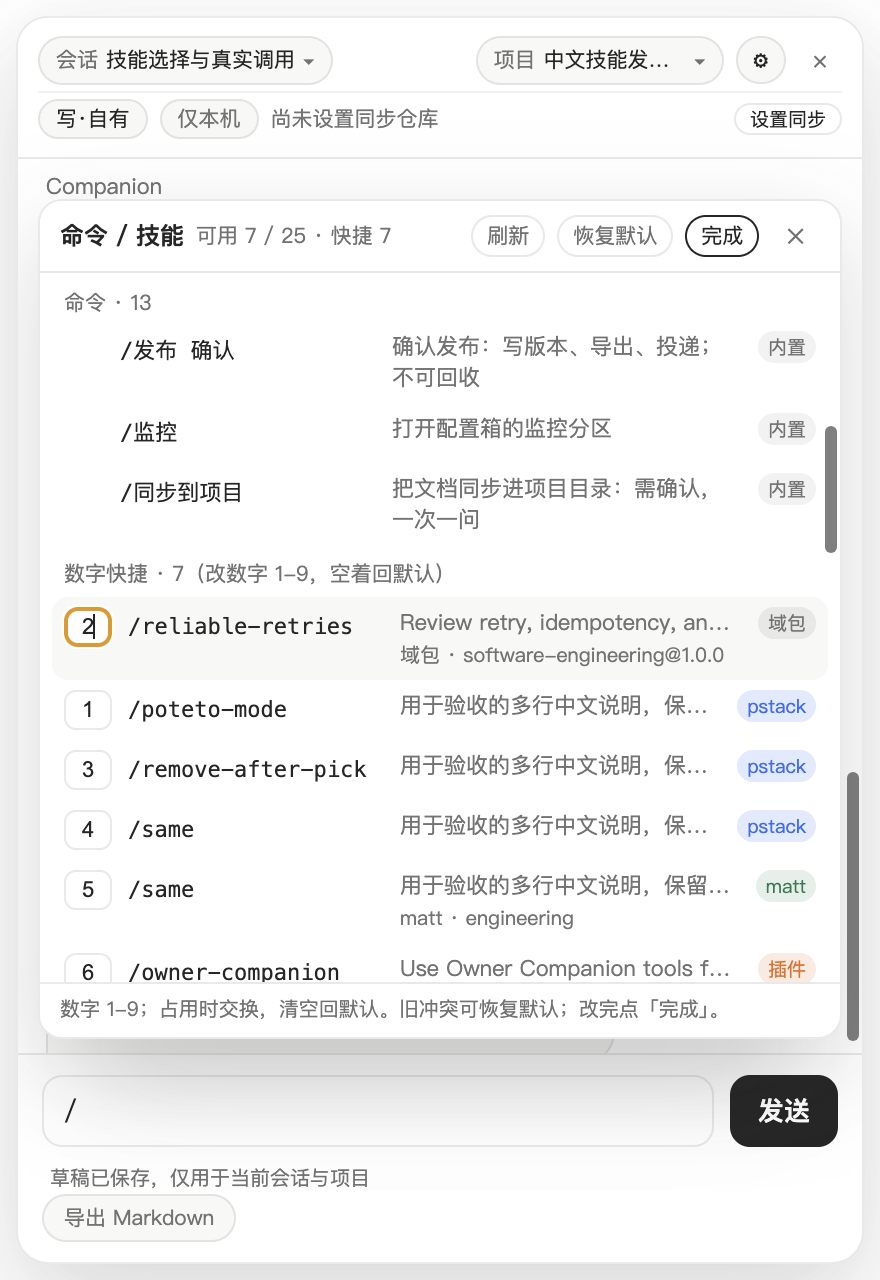 会话 技能选择与真实调用
项目 中文技能发…
写·自有 仅本机 尚未设置同步仓库 设置同步
Companion
命令 / 技能 可用 7 / 25 · 快捷 7 刷新 恢复默认 完成
命令 · 13
/发布 确认 确认发布：写版本、导出、投递； 内置
不可回收
/监控 打开配置箱的监控分区 内置
/同步到项目 把文档同步进项目目录：需确认， 内置
一次一问
数字快捷 · 7（改数字 1–9，空着回默认）
2 /reliable-retries Review retry, idempotency, an… 域包
域包 · software-engineering@1.0.0
1 /poteto-mode 用于验收的多行中文说明，保… pstack
3 /remove-after-pick 用于验收的多行中文说明，保… pstack
4 /same 用于验收的多行中文说明，保… pstack
5 /same 用于验收的多行中文说明，保留… matt
matt · engineering
6 /owner-companion Use Owner Companion tools f… 插件
数字 1–9；占用时交换，清空回默认。旧冲突可恢复默认；改完点「完成」。
/ 发送
草稿已保存，仅用于当前会话与项目
导出 Markdown